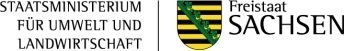 STAATSMINISTERIUM
FÜR UMWELT UND
LANDWIRTSCHAFT
Freistaat
SACHSEN